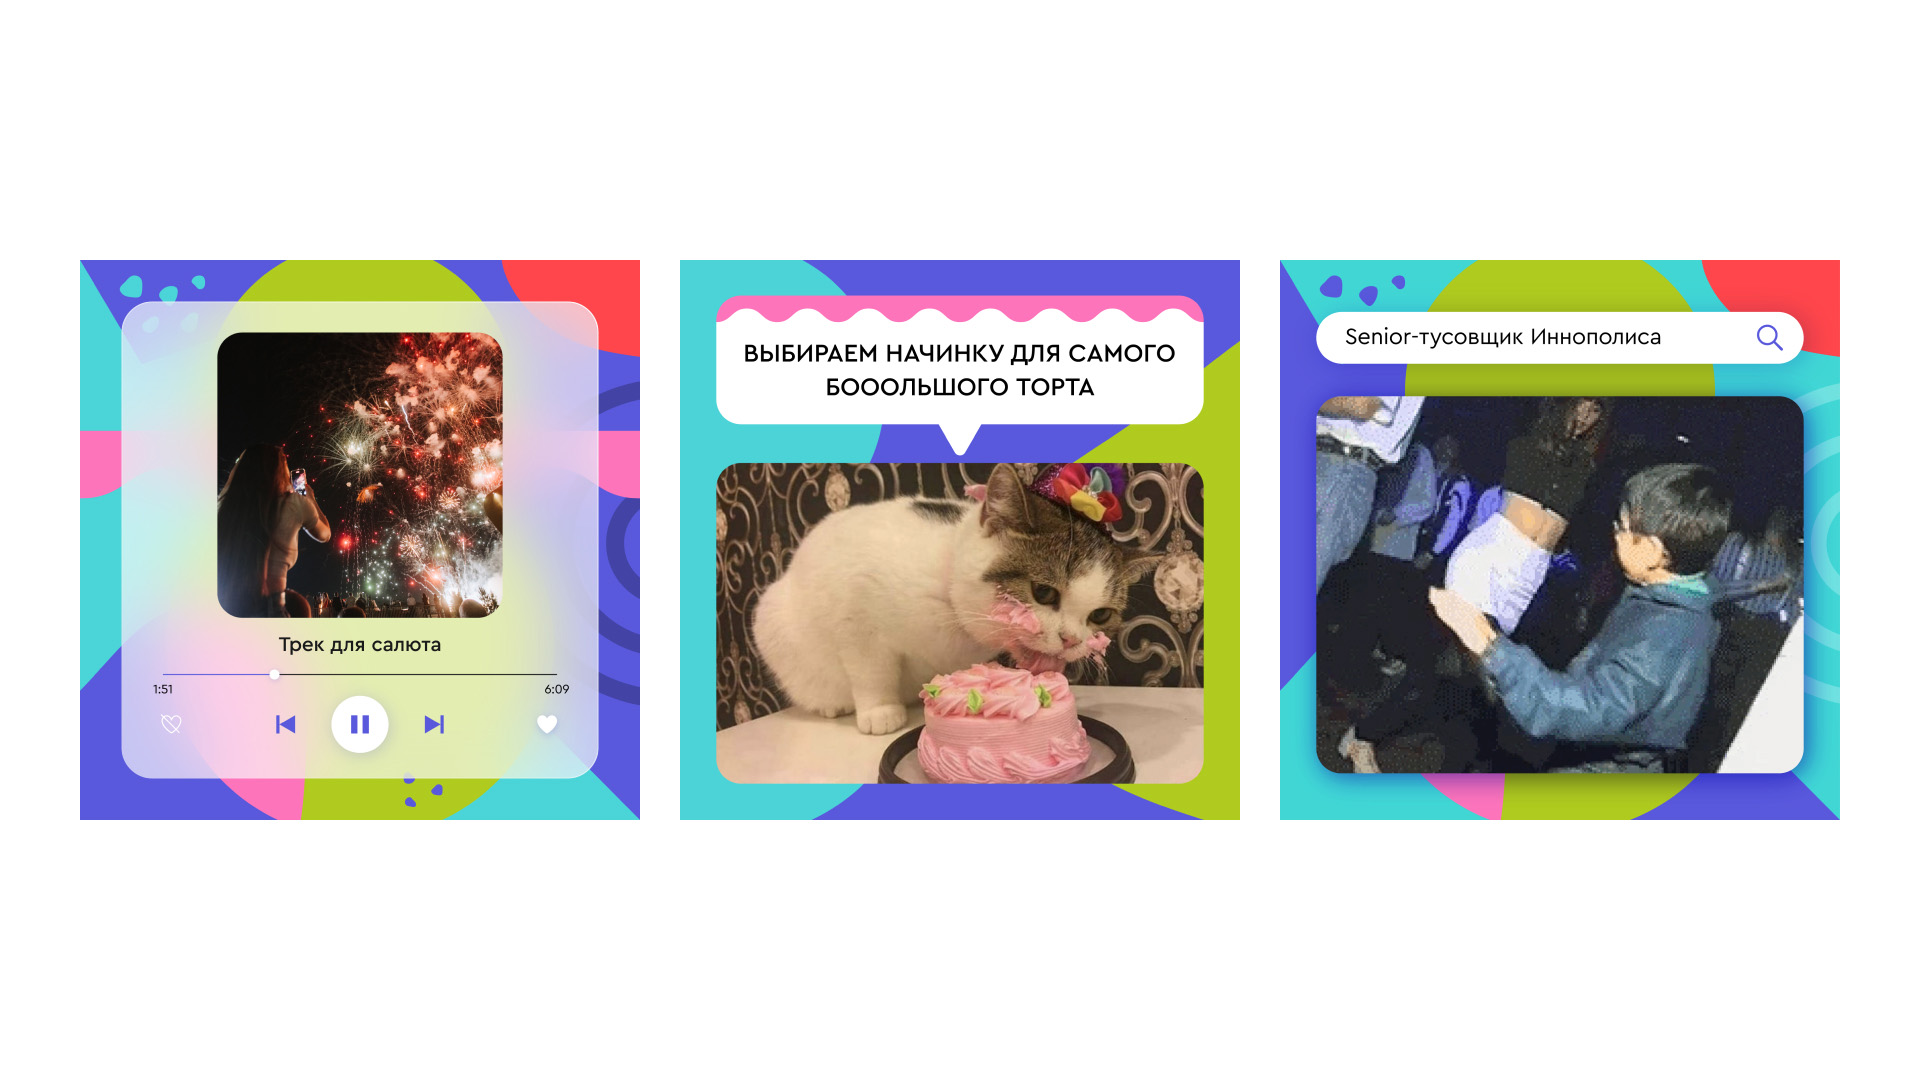 Трек для салюта
1:51
6:09
ВЫБИРАЕМ НАЧИНКУ ДЛЯ САМОГО
БОООЛЬШОГО ТОРТА
Senior-тусовщик Иннополиса